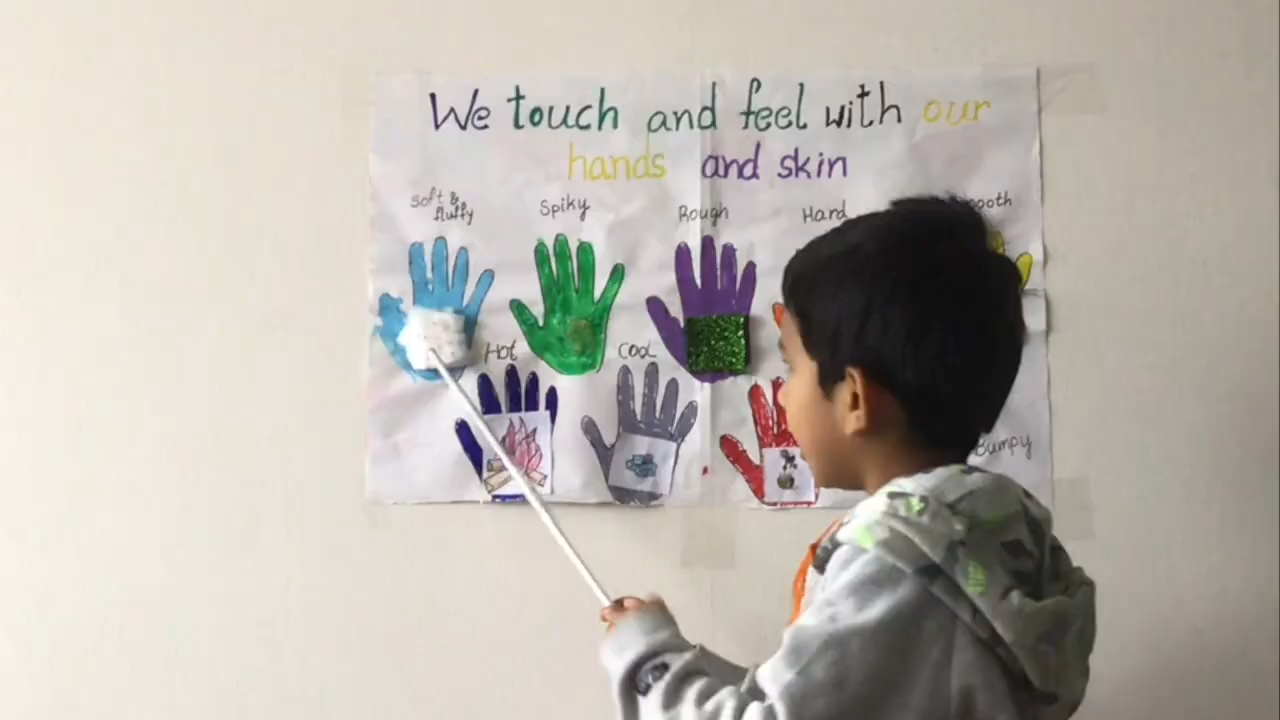 We touch and feel with our
hands and skin
Soft &
fluffy
Spiky
Rough
Hard
Hot
Cool
Bumpy